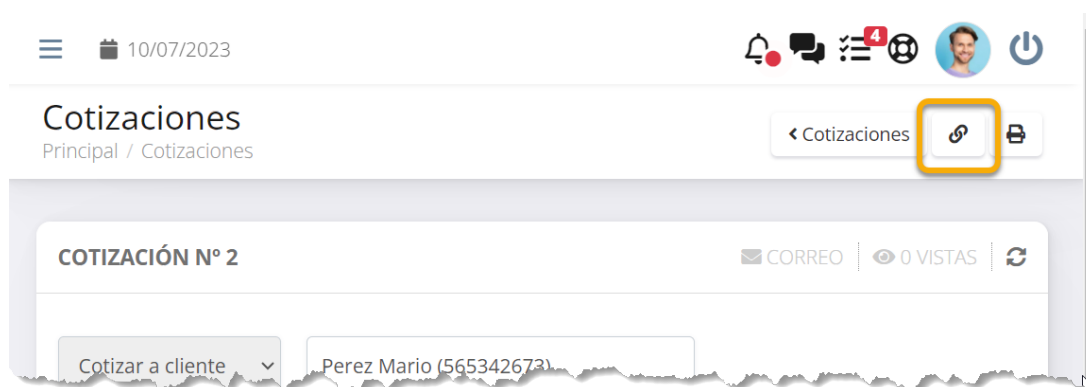 10/07/2023
4
Cotizaciones
Principal / Cotizaciones
Cotizaciones
COTIZACIÓN Nº 2
CORREO
0 VISTAS
Cotizar a cliente
Perez Mario (565342673)